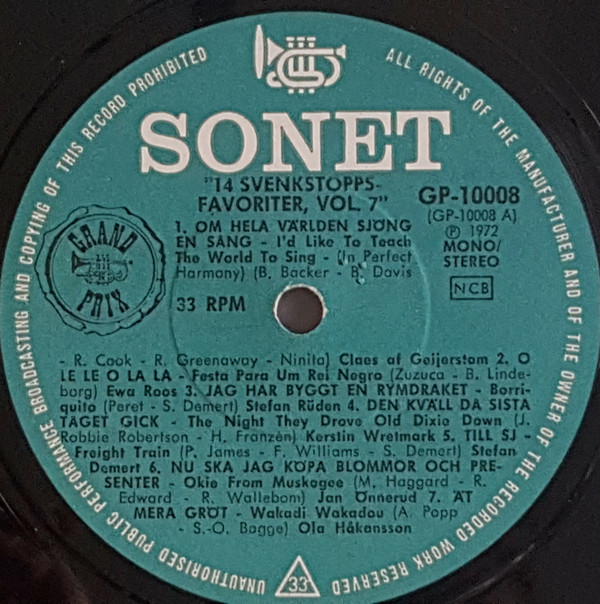 UNAUTHORISED PUBLIC PERFORMANCE BROADCASTING AND COPYING OF THIS RECORD PROHIBITED
ALL RIGHTS OF THE MANUFACTURER AND OF THE OWNER OF THE RECORDED WORK RESERVED
SONET
"14 SVENKSTOPPS-
FAVORITER, VOL. 7"
GP-10008
(GP-10008 A)
Ⓟ 1972
MONO/
STEREO
NCB
GRAND
PRIX
1. OM HELA VÄRLDEN SJÖNG
EN SÅNG - I'd Like To Teach
The World To Sing - (In Perfect
Harmony) (B. Backer - B. Davis
33 RPM
- R. Cook - R. Greenaway - Ninita) Claes af Geijerstam 2. O
LE LE O LA LA - Festa Para Um Rei Negro (Zuzuca - B. Linde-
burg) Ewa Roos 3. JAG HAR BYGGT EN RYMDRAKET - Borri-
quito (Peret - S. Demert) Stefan Rüden 4. DEN KVÄLL DÅ SISTA
TÅGET GICK - The Night They Drove Old Dixie Down (J.
Robbie Robertson - H. Franzén) Kerstin Wretmark 5. TILL SJ -
Freight Train (P. James - F. Williams - S. Demert) Stefan
Demert 6. NU SKA JAG KÖPA BLOMMOR OCH PRE-
SENTER - Okie From Muskogee (M. Haggard - R.
Edward - R. Wallebom) Jan Önnerud 7. ÄT
MERA GRÖT - Wakadi Wakadou (A. Popp
- S.-O. Bagge) Ola Håkansson
33